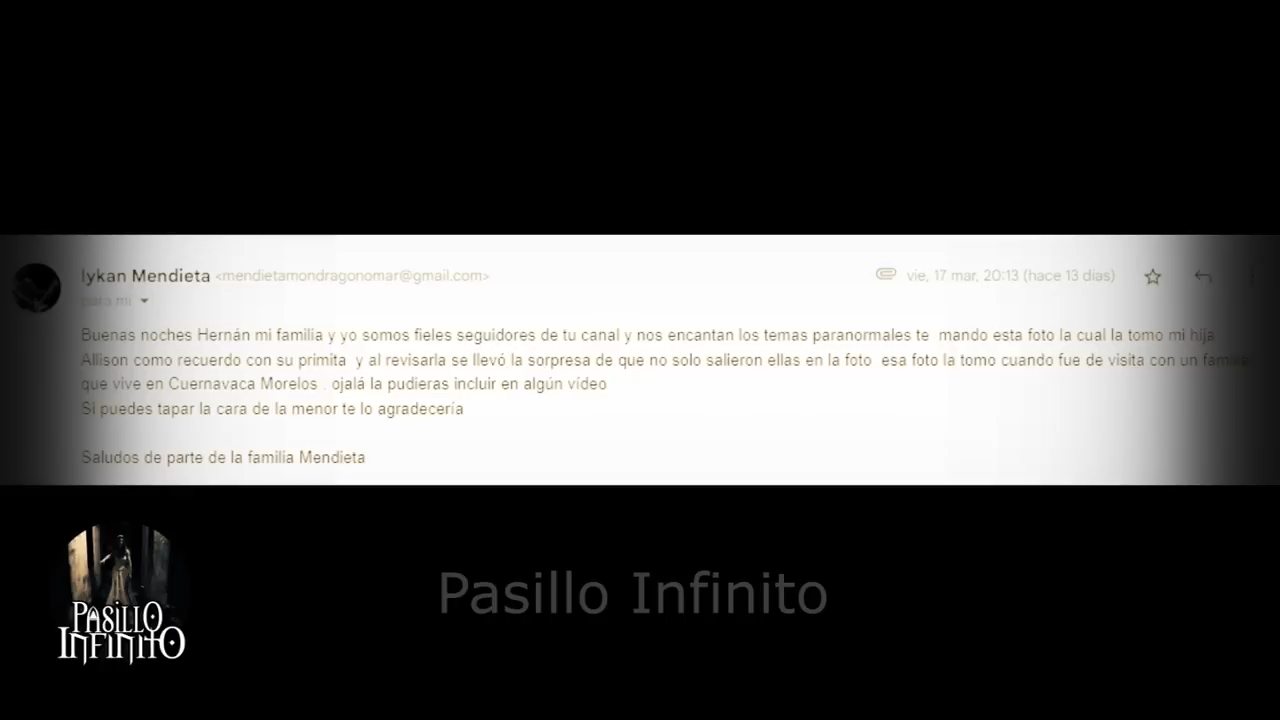 lykan Mendieta <mendietamondragonomar@gmail.com> vie, 17 mar, 20:13 (hace 13 días)
para mi
Buenas noches Hernán mi familia y yo somos fieles seguidores de tu canal y nos encantan los temas paranormales te mando esta foto la cual la tomo mi hija
Allison como recuerdo con su primita y al revisarla se llevó la sorpresa de que no solo salieron ellas en la foto esa foto la tomo cuando fue de visita con un
que vive en Cuernavaca Morelos . ojalá la pudieras incluir en algún vídeo
Si puedes tapar la cara de la menor te lo agradecería
Saludos de parte de la familia Mendieta
Pasillo Infinito
PASILLO
INFINITO